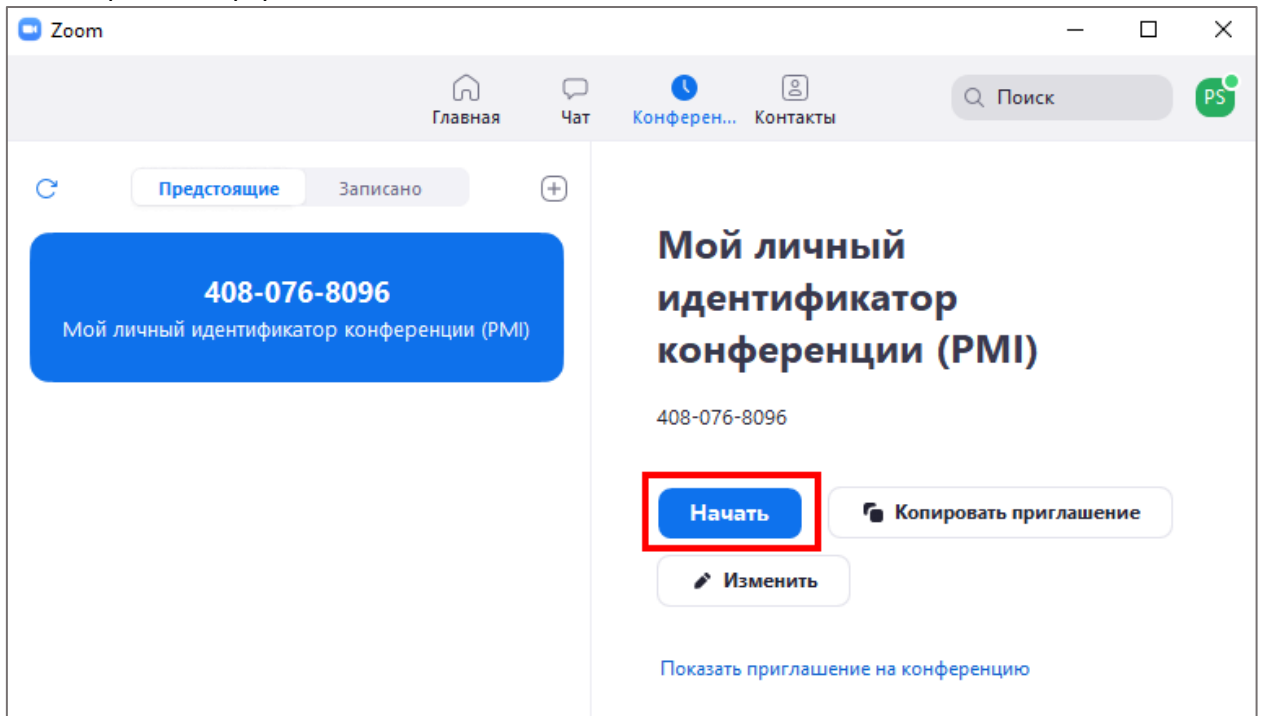 Zoom
Главная
Чат
Конферен...
Контакты
Поиск
PS
Предстоящие
Записано
408-076-8096
Мой личный идентификатор конференции (PMI)
Мой личный
идентификатор
конференции (PMI)
408-076-8096
Начать
Копировать приглашение
Изменить
Показать приглашение на конференцию